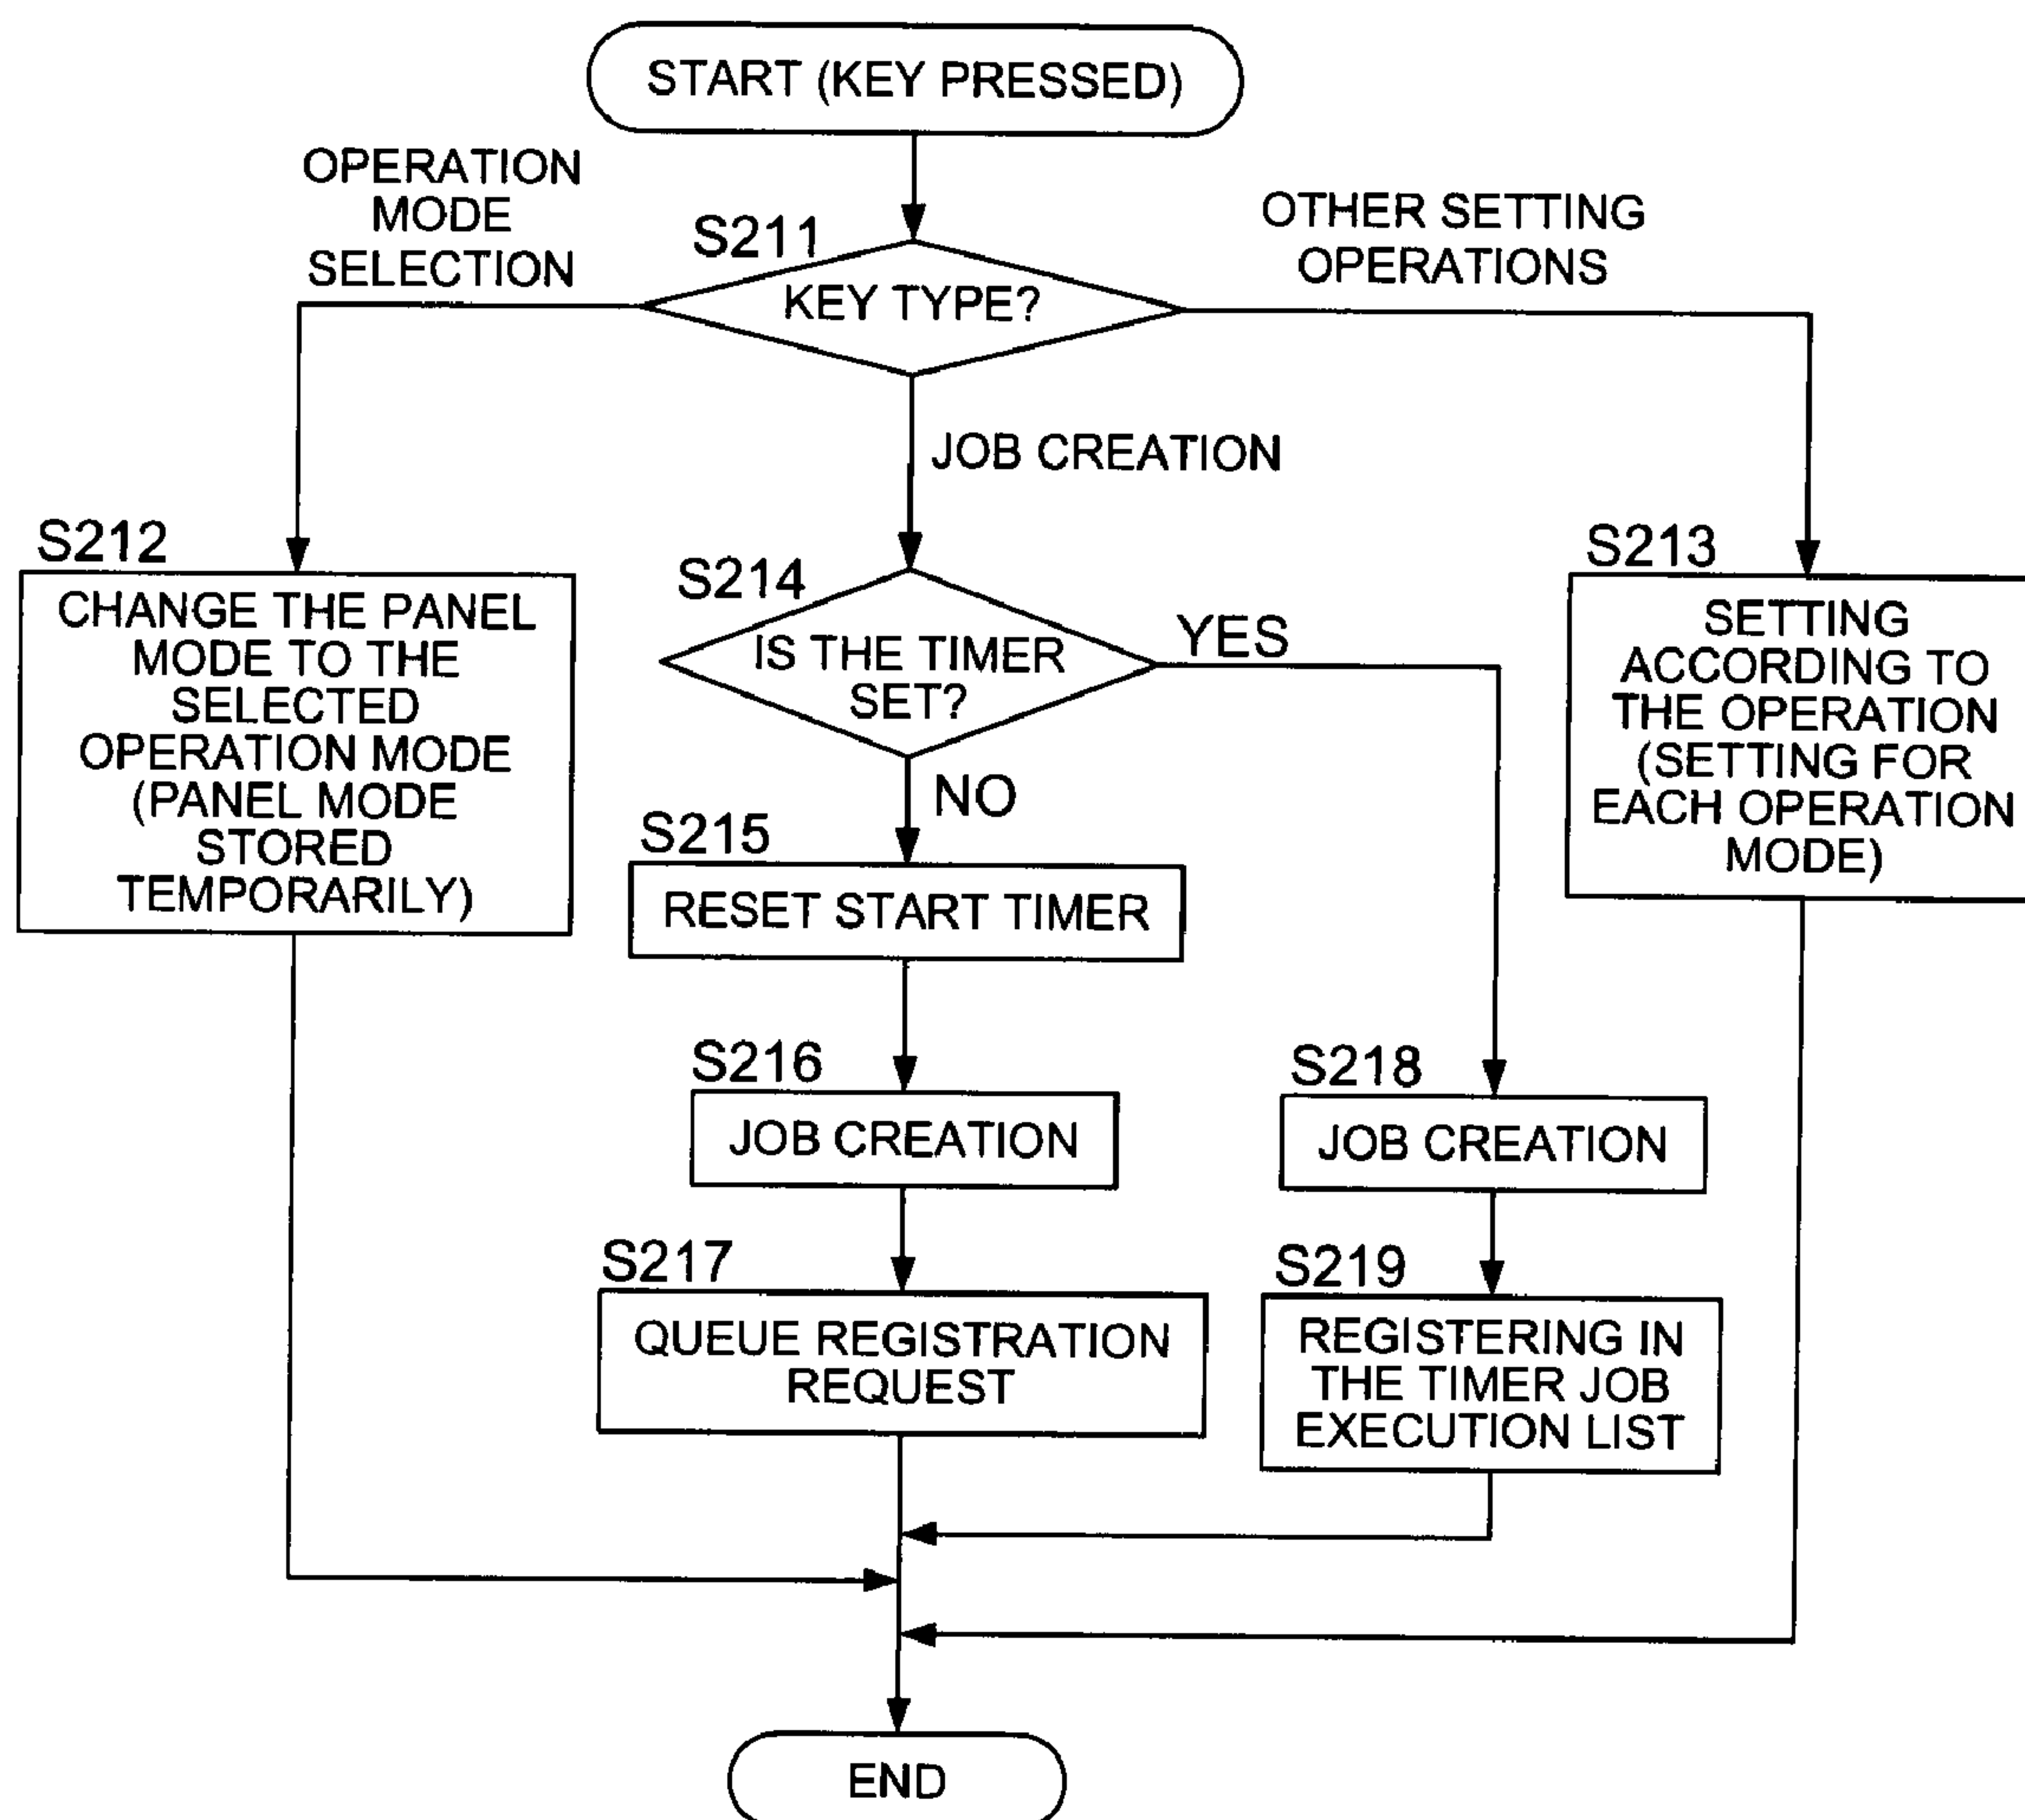 START (KEY PRESSED)
OPERATION
MODE
SELECTION
S211
KEY TYPE?
OTHER SETTING
OPERATIONS
JOB CREATION
S212
CHANGE THE PANEL
MODE TO THE
SELECTED
OPERATION MODE
(PANEL MODE
STORED
TEMPORARILY)
S214
IS THE TIMER
SET?
YES
NO
S213
SETTING
ACCORDING TO
THE OPERATION
(SETTING FOR
EACH OPERATION
MODE)
S215
RESET START TIMER
S216
JOB CREATION
S218
JOB CREATION
S217
QUEUE REGISTRATION
REQUEST
S219
REGISTERING IN
THE TIMER JOB
EXECUTION LIST
END